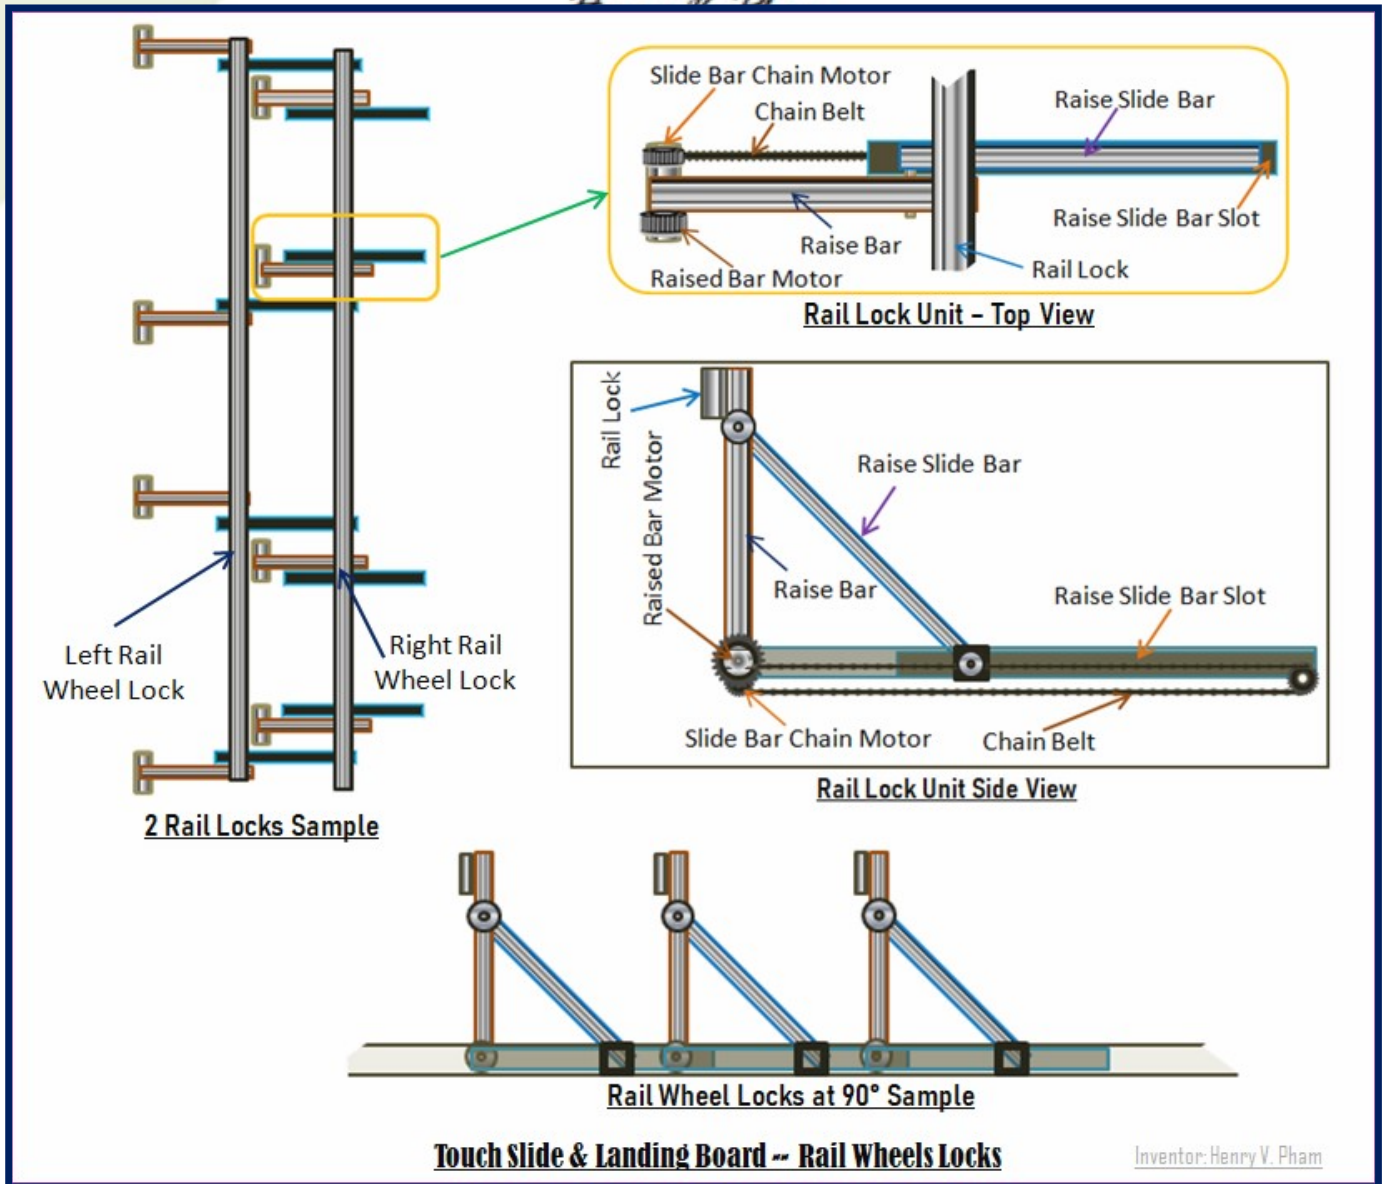 Slide Bar Chain Motor
Chain Belt
Raise Slide Bar
Raise Bar
Raise Slide Bar Slot
Raised Bar Motor
Rail Lock
Rail Lock Unit – Top View
Rail Lock
Raised Bar Motor
Raise Slide Bar
Raise Bar
Raise Slide Bar Slot
Slide Bar Chain Motor
Chain Belt
Rail Lock Unit Side View
Left Rail
Wheel Lock
Right Rail
Wheel Lock
2 Rail Locks Sample
Rail Wheel Locks at 90° Sample
Touch Slide & Landing Board -- Rail Wheels Locks
Inventor: Henry V. Pham